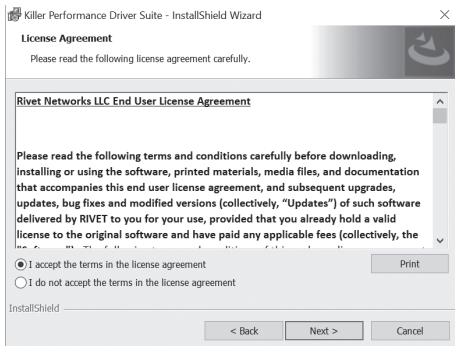 Killer Performance Driver Suite - InstallShield Wizard
License Agreement
Please read the following license agreement carefully.
Rivet Networks LLC End User License Agreement
Please read the following terms and conditions carefully before downloading,
installing or using the software, printed materials, media files, and documentation
that accompanies this end user license agreement, and subsequent upgrades,
updates, bug fixes and modified versions (collectively, "Updates") of such software
delivered by RIVET to you for your use, provided that you already hold a valid
license to the original software and have paid any applicable fees (collectively, the
I accept the terms in the license agreement
Print
I do not accept the terms in the license agreement
InstallShield
< Back
Next >
Cancel